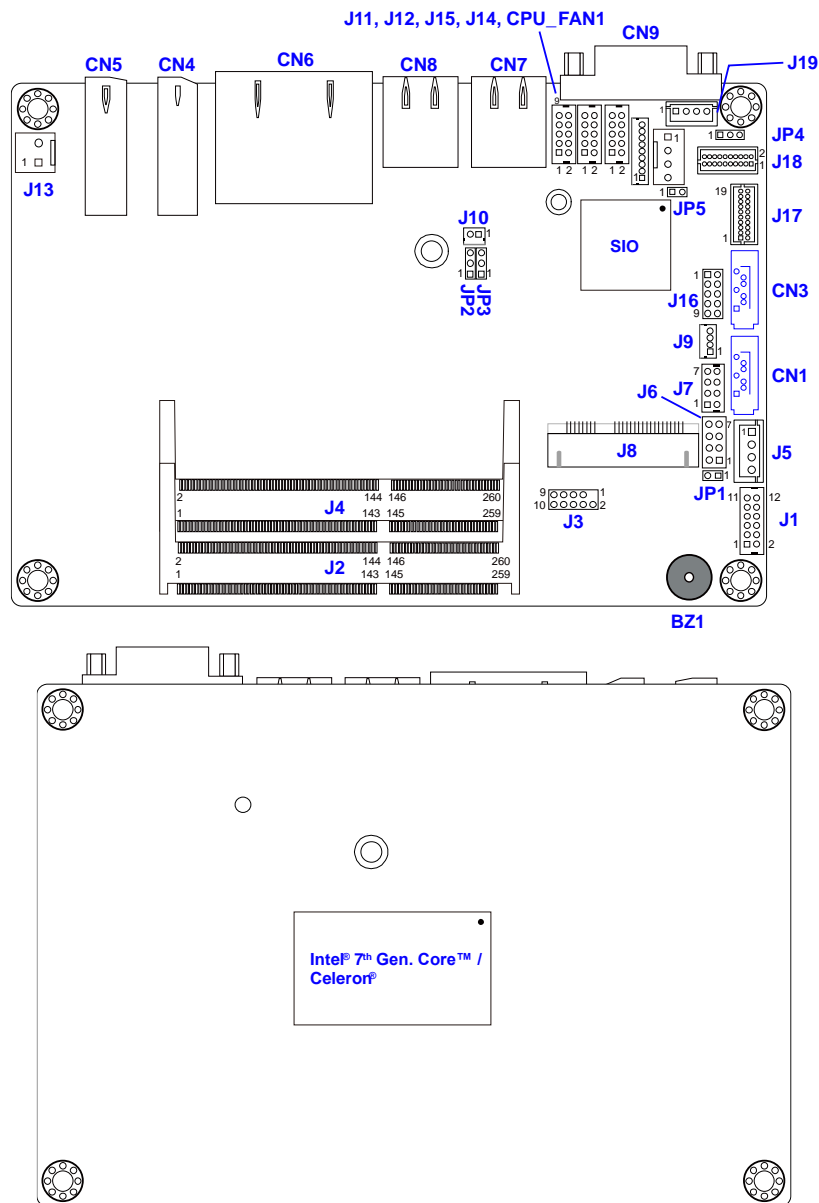 J11, J12, J15, J14, CPU_FAN1
CN9
CN5
CN4
CN6
CN8
CN7
J19
9
1
1
JP4
1
2
1
J18
1
J13
1 2
1 2
1 2
1
1
JP5
19
J17
1
J10
1
SIO
1
1
JP2
JP3
1
J16
9
CN3
J9
1
CN1
7
J7
1
J6
7
1
J8
1
J5
JP1
2
144
146
260
J4
1
143
145
259
9
1
10
2
J3
11
12
J1
1
2
2
144
146
260
J2
1
143
145
259
BZ1
Intel® 7th Gen. Core™ /
Celeron®